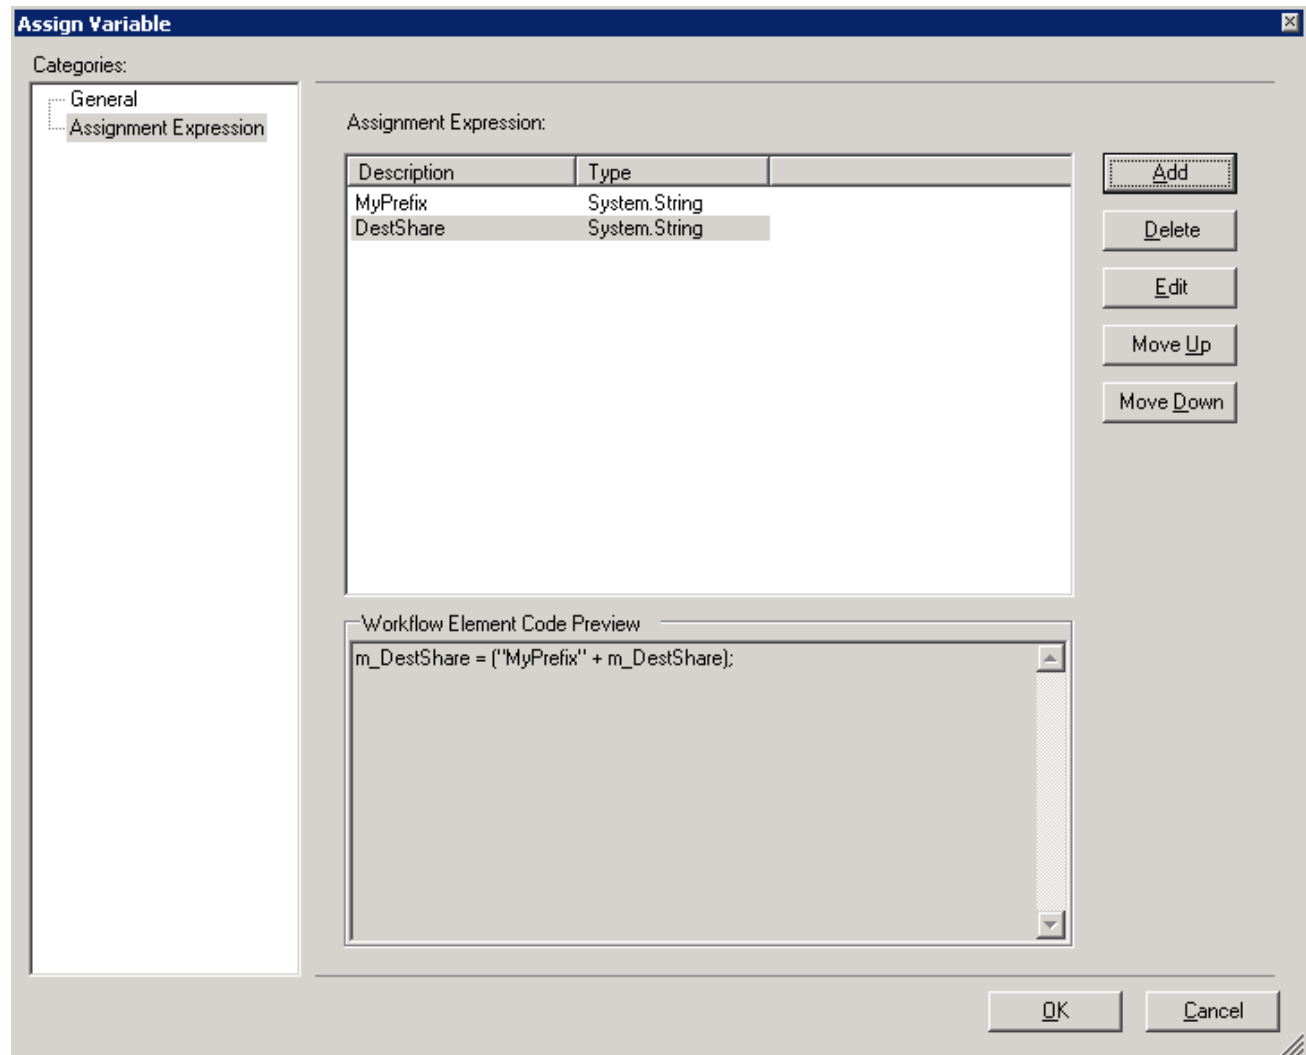 Assign Variable
Categories:
General
Assignment Expression
Assignment Expression:
Description Type
MyPrefix System.String
DestShare System.String
Add
Delete
Edit
Move Up
Move Down
Workflow Element Code Preview
m_DestShare = ("MyPrefix" + m_DestShare);
OK Cancel